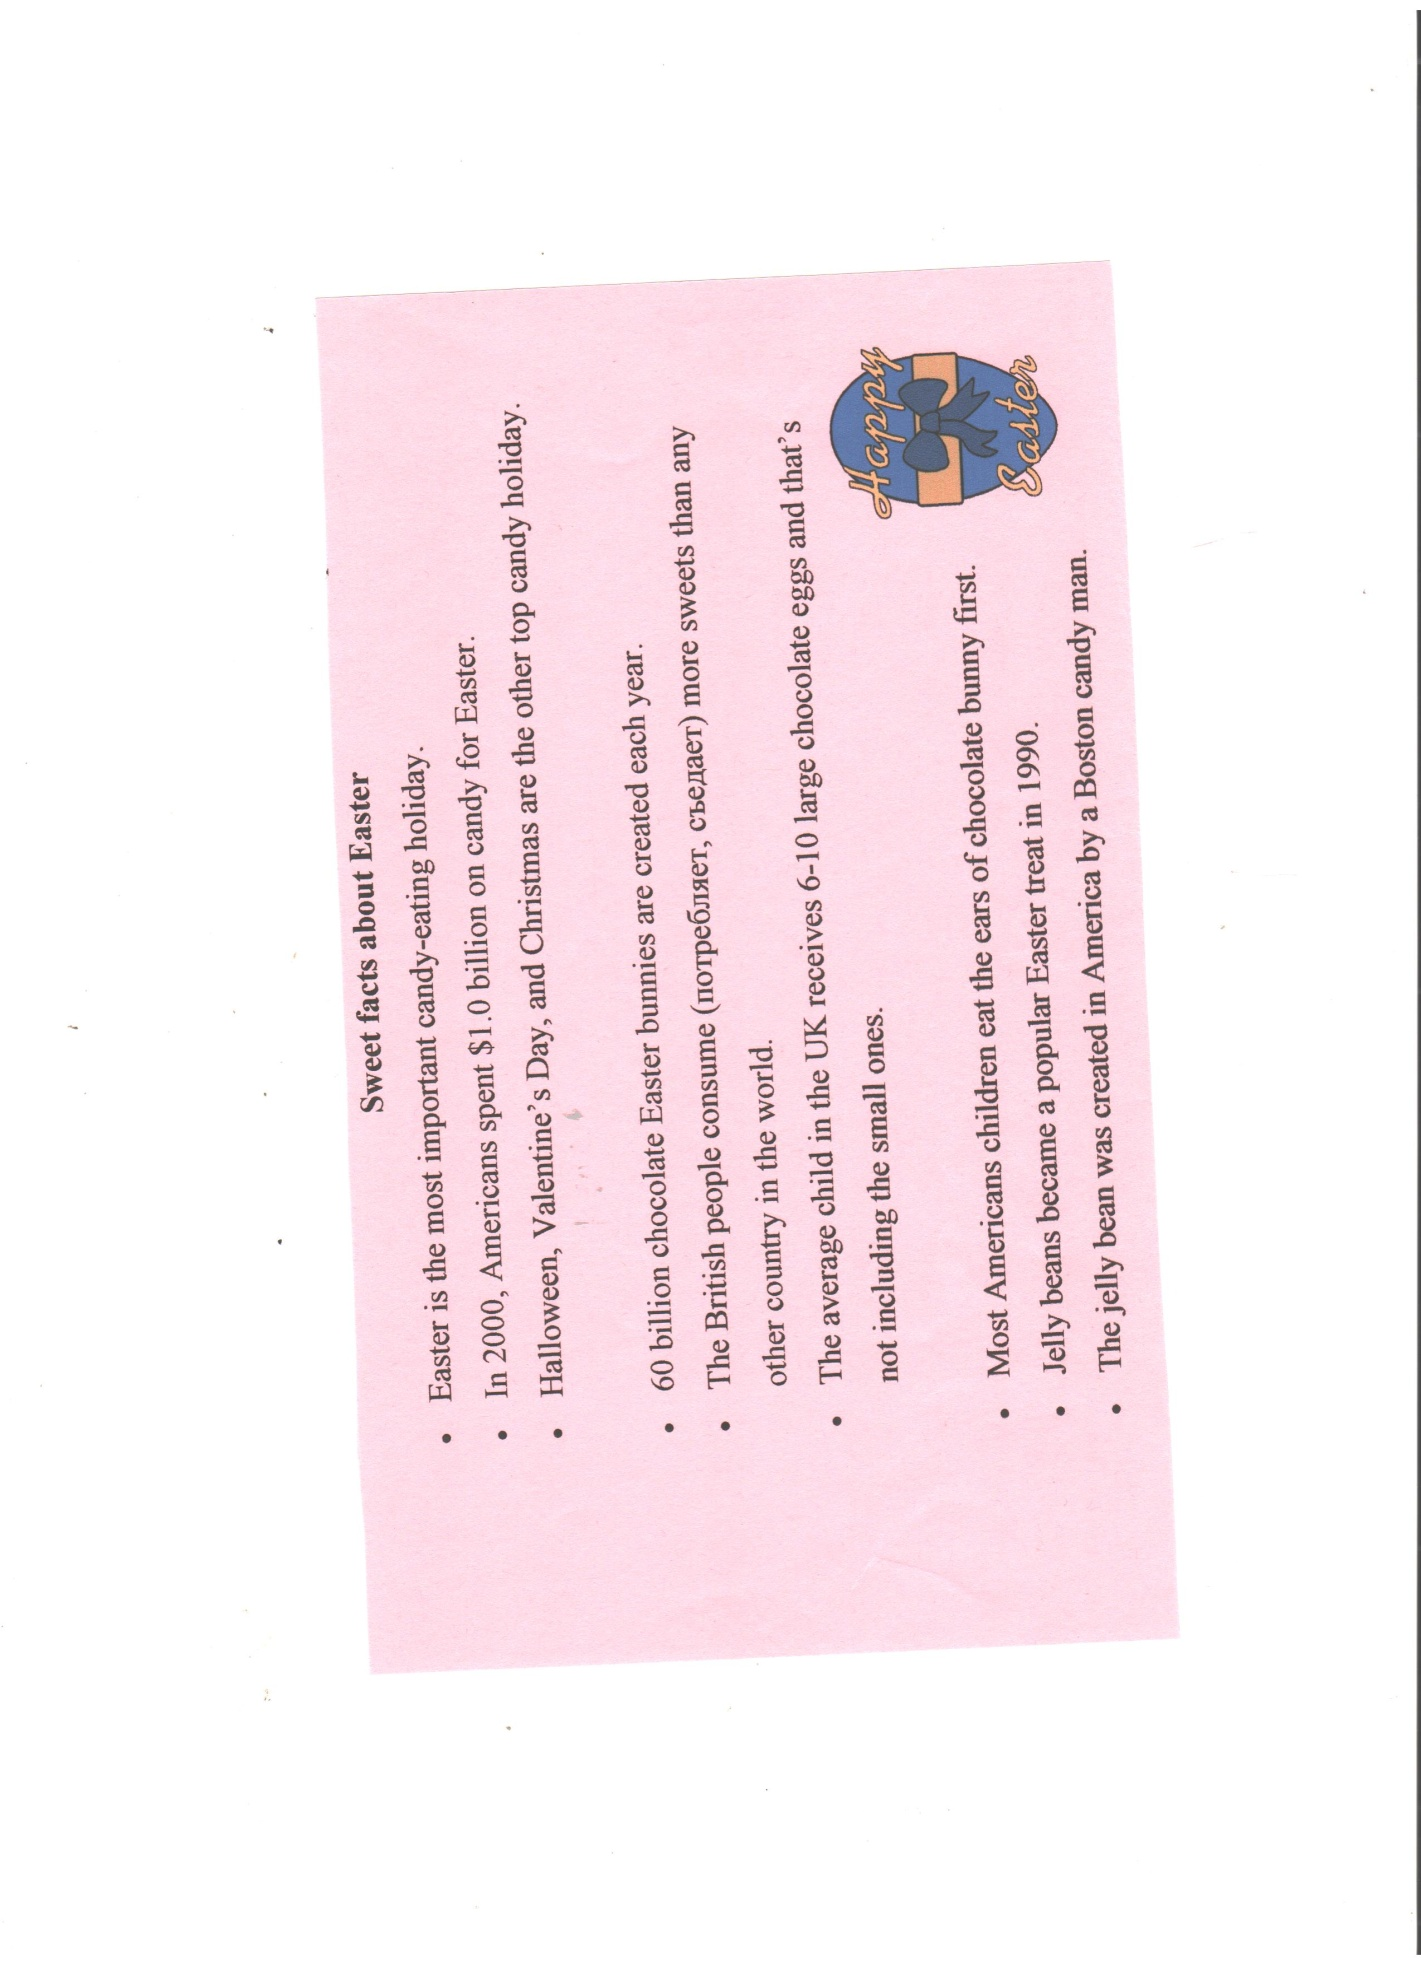 Sweet facts about Easter
• Easter is the most important candy-eating holiday.
• In 2000, Americans spent $1.0 billion on candy for Easter.
• Halloween, Valentine's Day, and Christmas are the other top candy holiday.
• 60 billion chocolate Easter bunnies are created each year.
• The British people consume (потребляет, съедает) more sweets than any
other country in the world.
• The average child in the UK receives 6-10 large chocolate eggs and that's
not including the small ones.
• Most Americans children eat the ears of chocolate bunny first.
• Jelly beans became a popular Easter treat in 1990.
• The jelly bean was created in America by a Boston candy man.
Happy
Easter